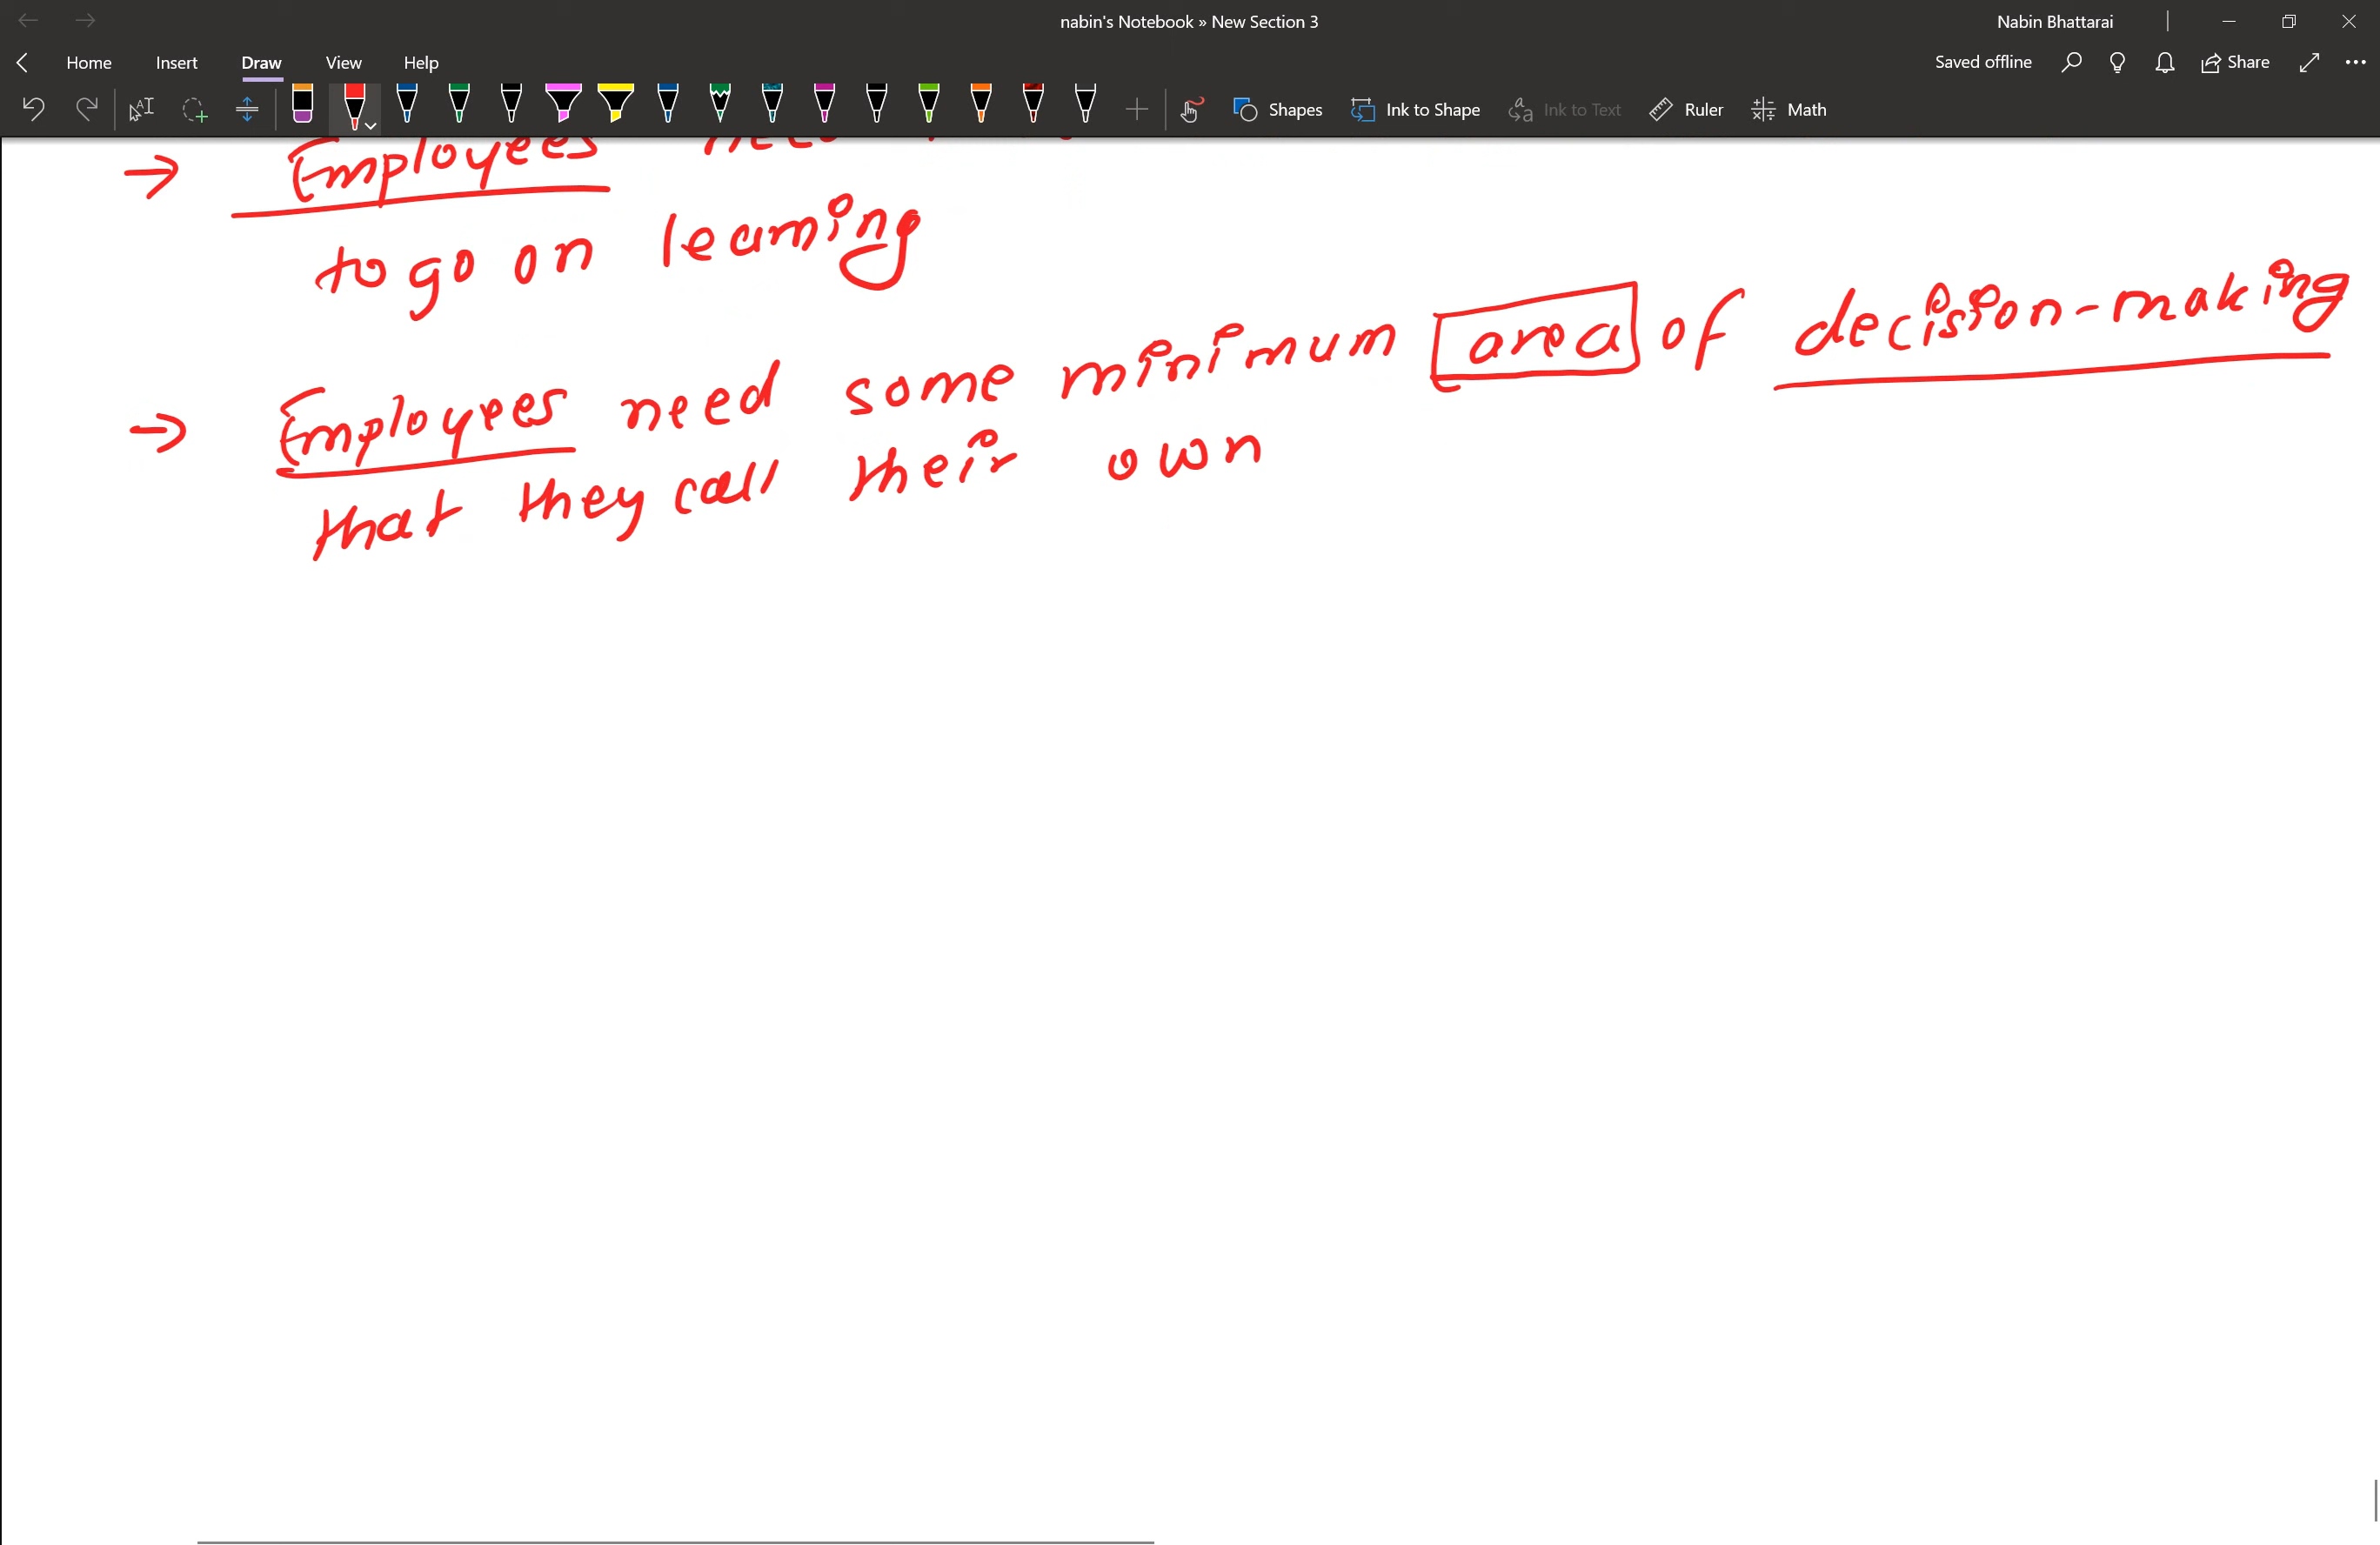 nabin's Notebook » New Section 3
Nabin Bhattarai
Home Insert Draw View Help
Saved offline
Share
Shapes Ink to Shape Ink to Text Ruler Math
→ Employees need
to go on learning
→ Employees need some minimum area of decision-making
that they call their own